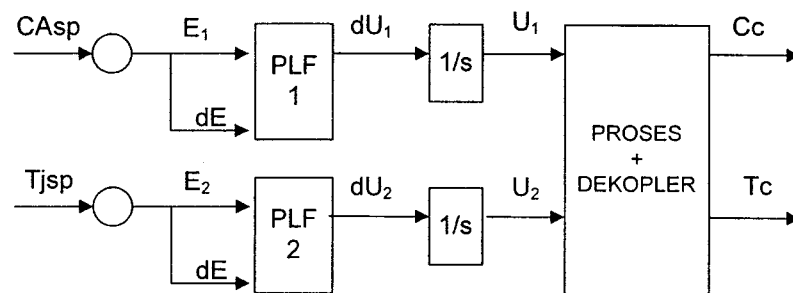 CAsp
E₁
dE
PLF
1
dU₁
1/s
U₁
Cc
PROSES
+
DEKOPLER
Tjsp
E₂
dE
PLF
2
dU₂
1/s
U₂
Tc